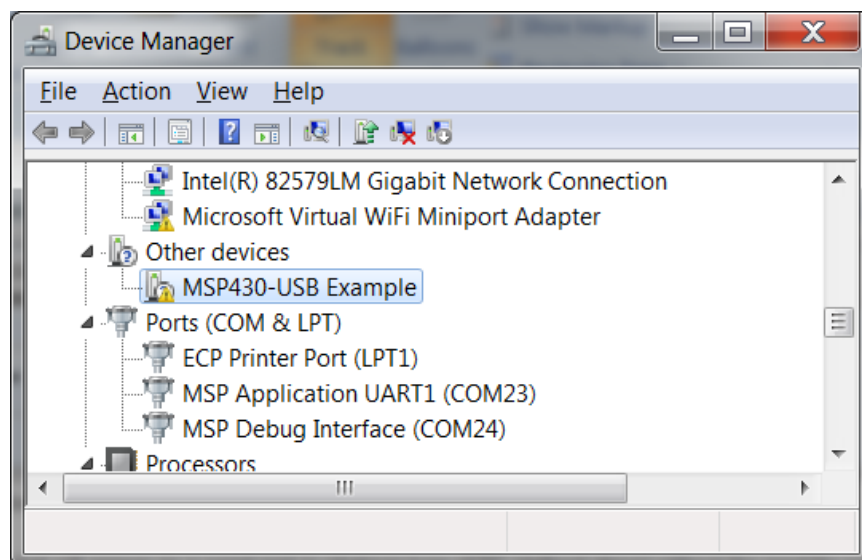 Device Manager
File Action View Help
Intel(R) 82579LM Gigabit Network Connection
Microsoft Virtual WiFi Miniport Adapter
Other devices
MSP430-USB Example
Ports (COM & LPT)
ECP Printer Port (LPT1)
MSP Application UART1 (COM23)
MSP Debug Interface (COM24)
Processors